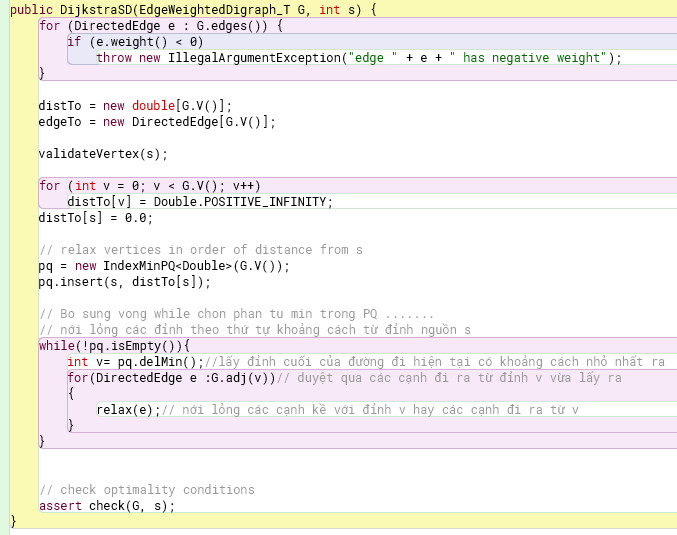 public DijkstraSD(EdgeWeightedDigraph_T G, int s) {
for (DirectedEdge e : G.edges()) {
if (e.weight() < 0)
throw new IllegalArgumentException("edge " + e + " has negative weight");
}
distTo = new double[G.V()];
edgeTo = new DirectedEdge[G.V()];
validateVertex(s);
for (int v = 0; v < G.V(); v++)
distTo[v] = Double.POSITIVE_INFINITY;
distTo[s] = 0.0;
// relax vertices in order of distance from s
pq = new IndexMinPQ<Double>(G.V());
pq.insert(s, distTo[s]);
// Bo sung vong while chon phan tu min trong PQ .......
// nới lỏng các đỉnh theo thứ tự khoảng cách từ đỉnh nguồn s
while(!pq.isEmpty()){
int v= pq.delMin();//lấy đỉnh cuối của đường đi hiện tại có khoảng cách nhỏ nhất ra
for(DirectedEdge e :G.adj(v))// duyệt qua các cạnh đi ra từ đỉnh v vừa lấy ra
{
relax(e);// nới lỏng các cạnh kề với đỉnh v hay các cạnh đi ra từ v
}
}
// check optimality conditions
assert check(G, s);
}